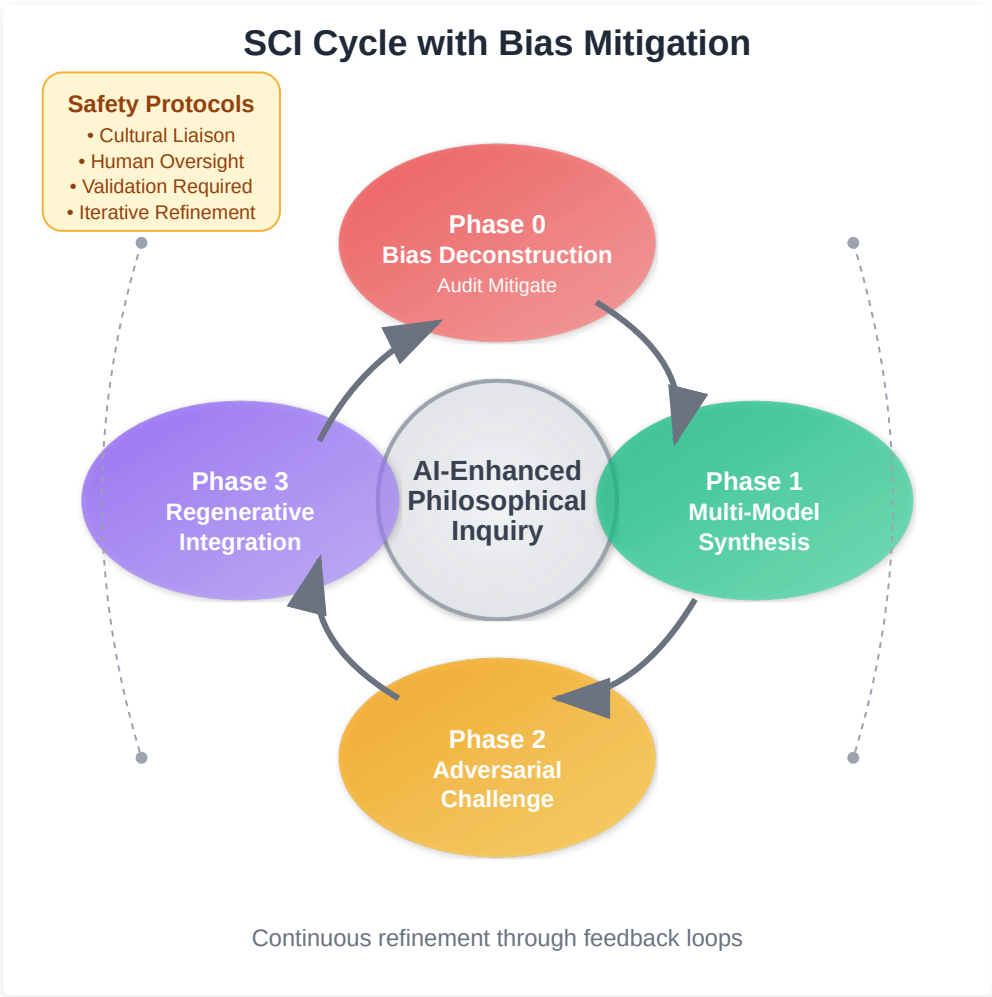 SCI Cycle with Bias Mitigation
Safety Protocols
• Cultural Liaison
• Human Oversight
• Validation Required
• Iterative Refinement
Phase 0
Bias Deconstruction
Audit Mitigate
Phase 3
Regenerative
Integration
AI-Enhanced
Philosophical
Inquiry
Phase 1
Multi-Model
Synthesis
Phase 2
Adversarial
Challenge
Continuous refinement through feedback loops